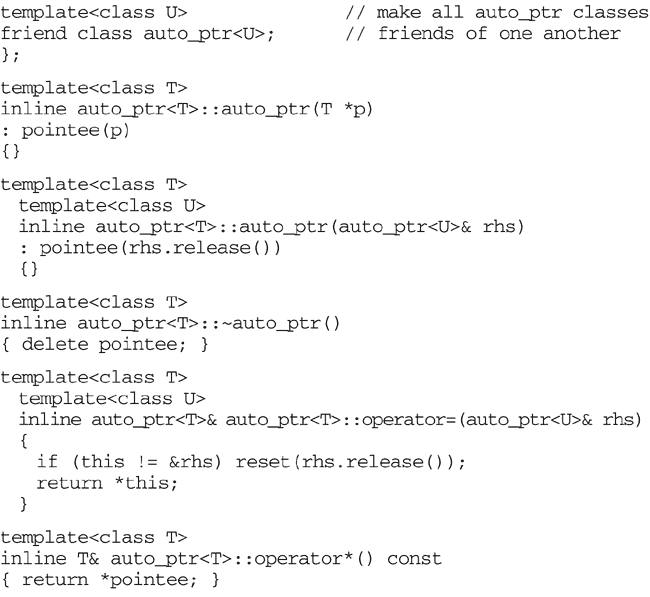 template<class U> // make all auto_ptr classes
friend class auto_ptr<U>; // friends of one another
};
template<class T>
inline auto_ptr<T>::auto_ptr(T *p)
: pointee(p)
{}
template<class T>
template<class U>
inline auto_ptr<T>::auto_ptr(auto_ptr<U>& rhs)
: pointee(rhs.release())
{}
template<class T>
inline auto_ptr<T>::~auto_ptr()
{ delete pointee; }
template<class T>
template<class U>
inline auto_ptr<T>& auto_ptr<T>::operator=(auto_ptr<U>& rhs)
{
if (this != &rhs) reset(rhs.release());
return *this;
}
template<class T>
inline T& auto_ptr<T>::operator*() const
{ return *pointee; }